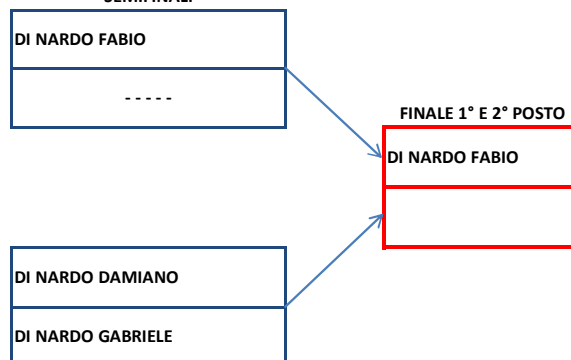 DI NARDO FABIO
- - - - -
FINALE 1° E 2° POSTO
DI NARDO FABIO
DI NARDO DAMIANO
DI NARDO GABRIELE